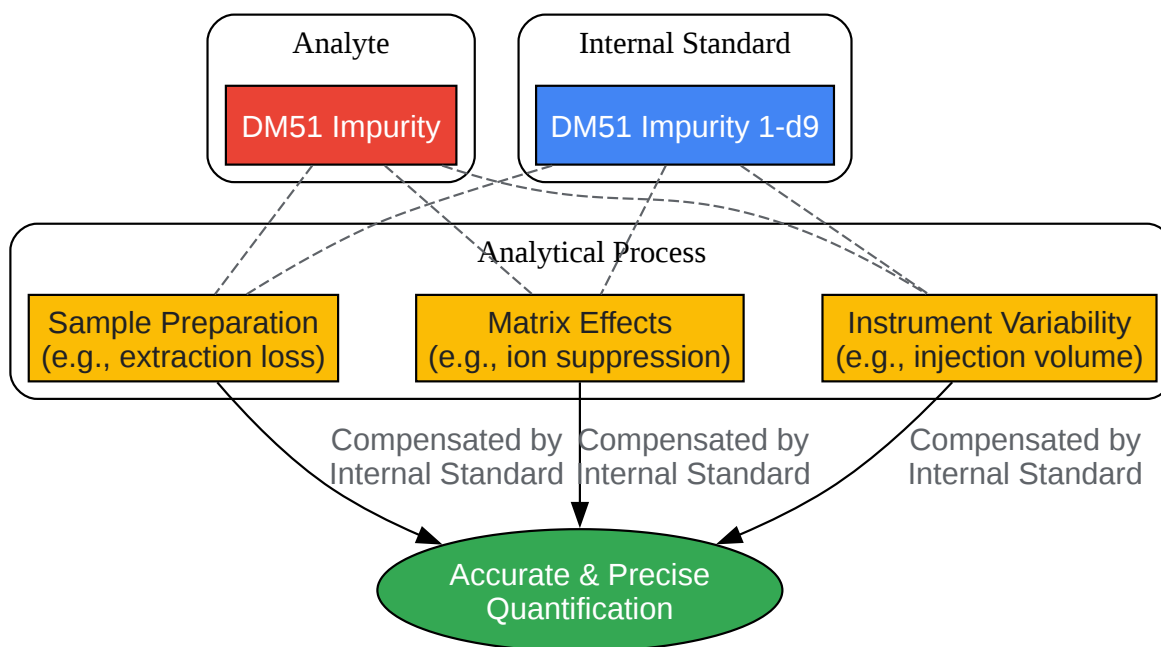 Analyte
Internal Standard
DM51 Impurity
DM51 Impurity 1-d9
Analytical Process
Sample Preparation
(e.g., extraction loss)
Matrix Effects
(e.g., ion suppression)
Instrument Variability
(e.g., injection volume)
Compensated by
Internal Standard
Compensated by
Internal Standard
Compensated by
Internal Standard
Accurate & Precise
Quantification